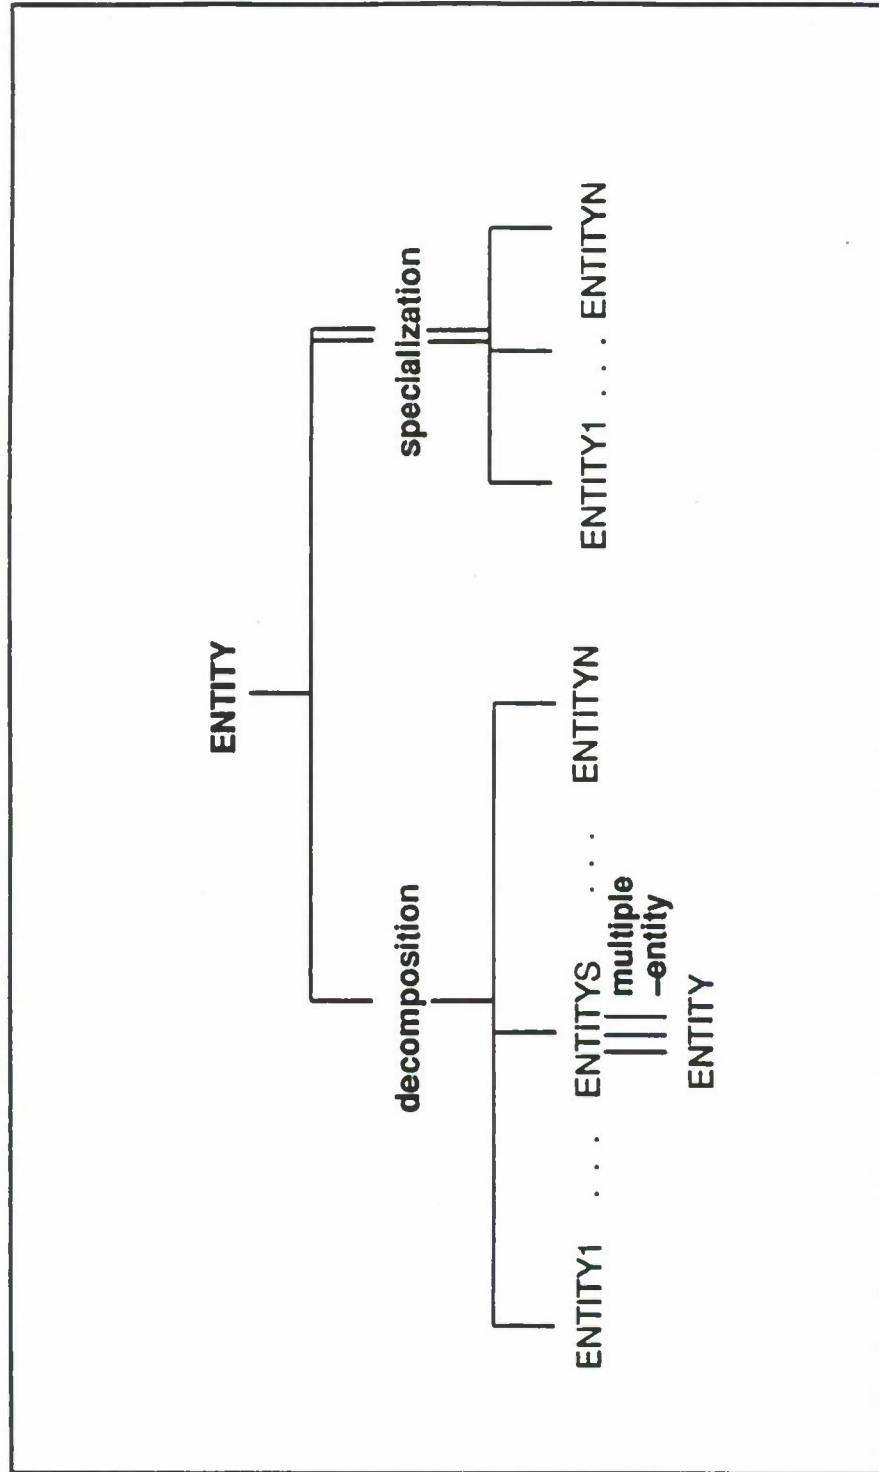 ENTITY
decomposition
specialization
ENTITY1 . . . ENTITYS . . . ENTITYN
ENTITY1 . . . ENTITYN
multiple
–entity
ENTITY